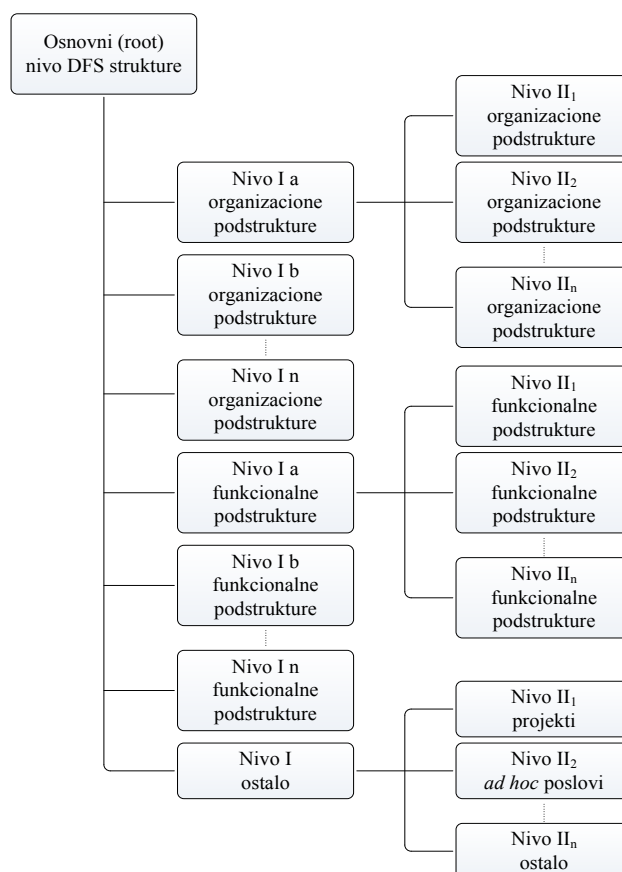 Osnovni (root)
nivo DFS strukture
Nivo I a
organizacione
podstrukture
Nivo II₁
organizacione
podstrukture
Nivo II₂
organizacione
podstrukture
Nivo IIₙ
organizacione
podstrukture
Nivo I b
organizacione
podstrukture
Nivo I n
organizacione
podstrukture
Nivo I a
funkcionalne
podstrukture
Nivo II₁
funkcionalne
podstrukture
Nivo II₂
funkcionalne
podstrukture
Nivo IIₙ
funkcionalne
podstrukture
Nivo I b
funkcionalne
podstrukture
Nivo I n
funkcionalne
podstrukture
Nivo I
ostalo
Nivo II₁
projekti
Nivo II₂
ad hoc poslovi
Nivo IIₙ
ostalo